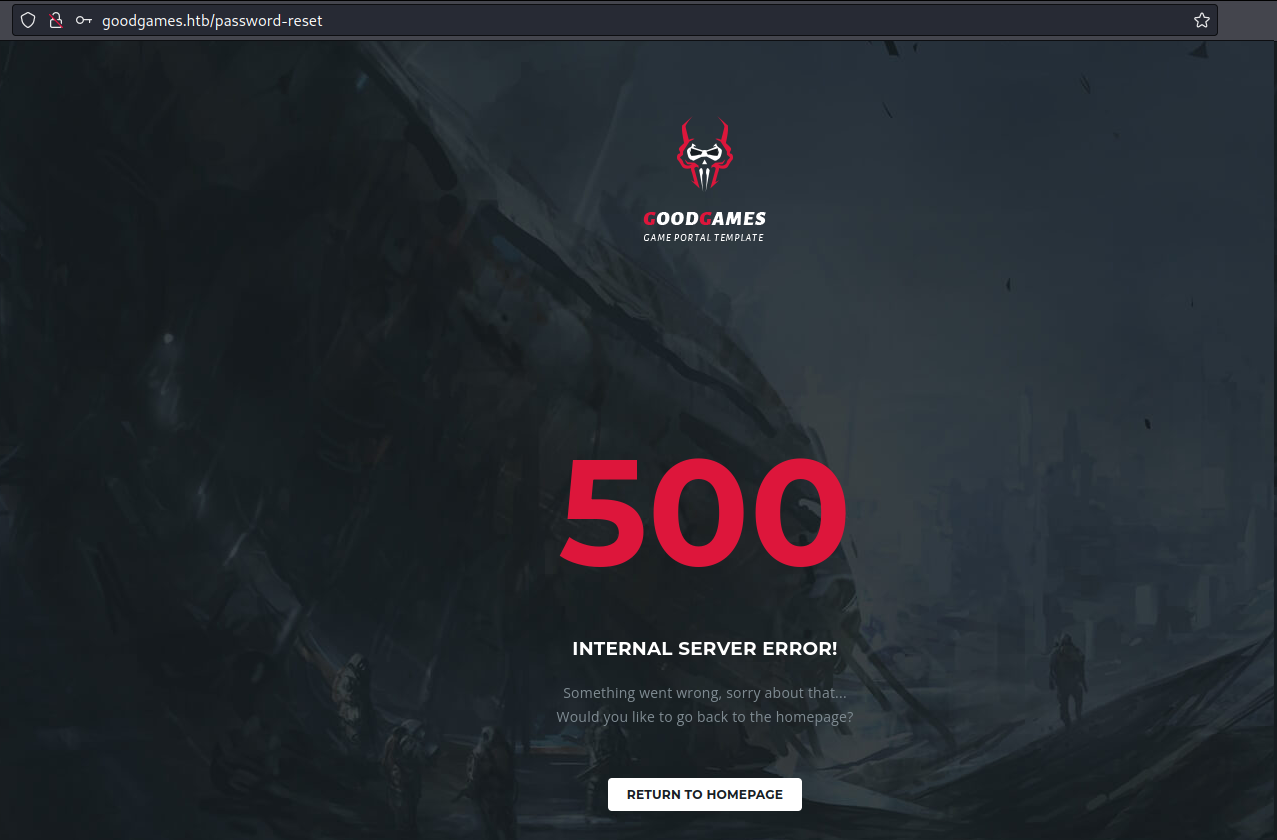 goodgames.htb/password-reset
GOODGAMES
GAME PORTAL TEMPLATE
500
INTERNAL SERVER ERROR!
Something went wrong, sorry about that...
Would you like to go back to the homepage?
RETURN TO HOMEPAGE